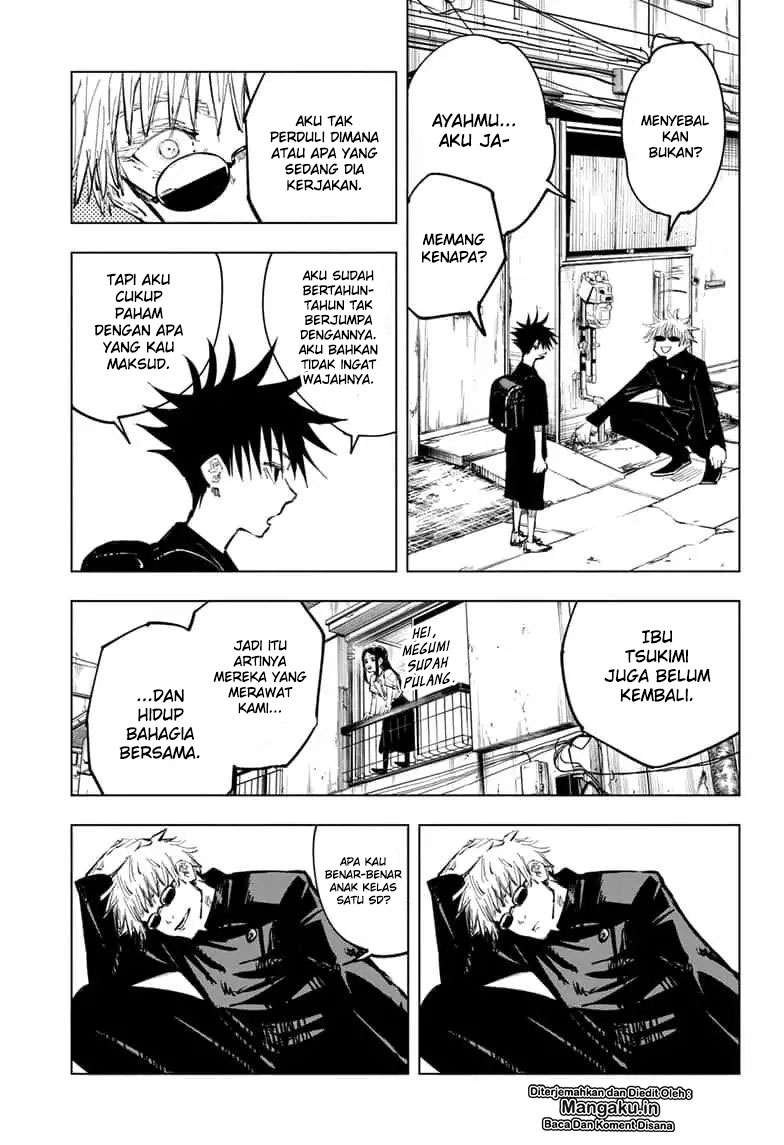 MENYEBAL
KAN
BUKAN?
AYAHMU...
AKU JA-
MEMANG
KENAPA?
AKU TAK
PERDULI DIMANA
ATAU APA YANG
SEDANG DIA
KERJAKAN.
AKU SUDAH
BERTAHUN-
TAHUN TAK
BERJUMPA
DENGANNYA.
AKU BAHKAN
TIDAK INGAT
WAJAHNYA.
TAPI AKU
CUKUP
PAHAM
DENGAN APA
YANG KAU
MAKSUD.
IBU
TSUKIMI
JUGA BELUM
KEMBALI.
HEI,
MEGUMI
SUDAH
PULANG.
JADI ITU
ARTINYA
MEREKA YANG
MERAWAT
KAMI...
...DAN
HIDUP
BAHAGIA
BERSAMA.
APA KAU
BENAR-BENAR
ANAK KELAS
SATU SD?
Diterjemahkan dan Diedit Oleh :
Mangaku.in
Baca Dan Koment Disana